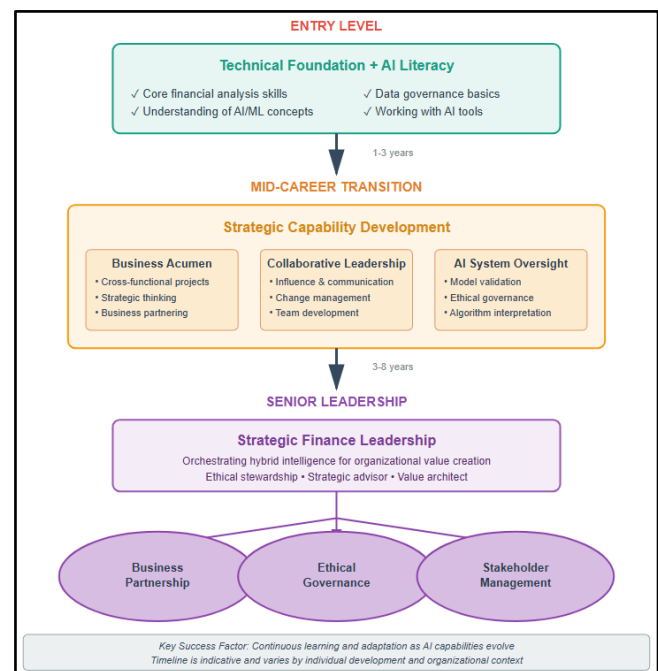 ENTRY LEVEL
Technical Foundation + AI Literacy
✓ Core financial analysis skills
✓ Data governance basics
✓ Understanding of AI/ML concepts
✓ Working with AI tools
1-3 years
MID-CAREER TRANSITION
Strategic Capability Development
Business Acumen
• Cross-functional projects
• Strategic thinking
• Business partnering
Collaborative Leadership
• Influence & communication
• Change management
• Team development
AI System Oversight
• Model validation
• Ethical governance
• Algorithm interpretation
3-8 years
SENIOR LEADERSHIP
Strategic Finance Leadership
Orchestrating hybrid intelligence for organizational value creation
Ethical stewardship • Strategic advisor • Value architect
Business
Partnership
Ethical
Governance
Stakeholder
Management
Key Success Factor: Continuous learning and adaptation as AI capabilities evolve
Timeline is indicative and varies by individual development and organizational context